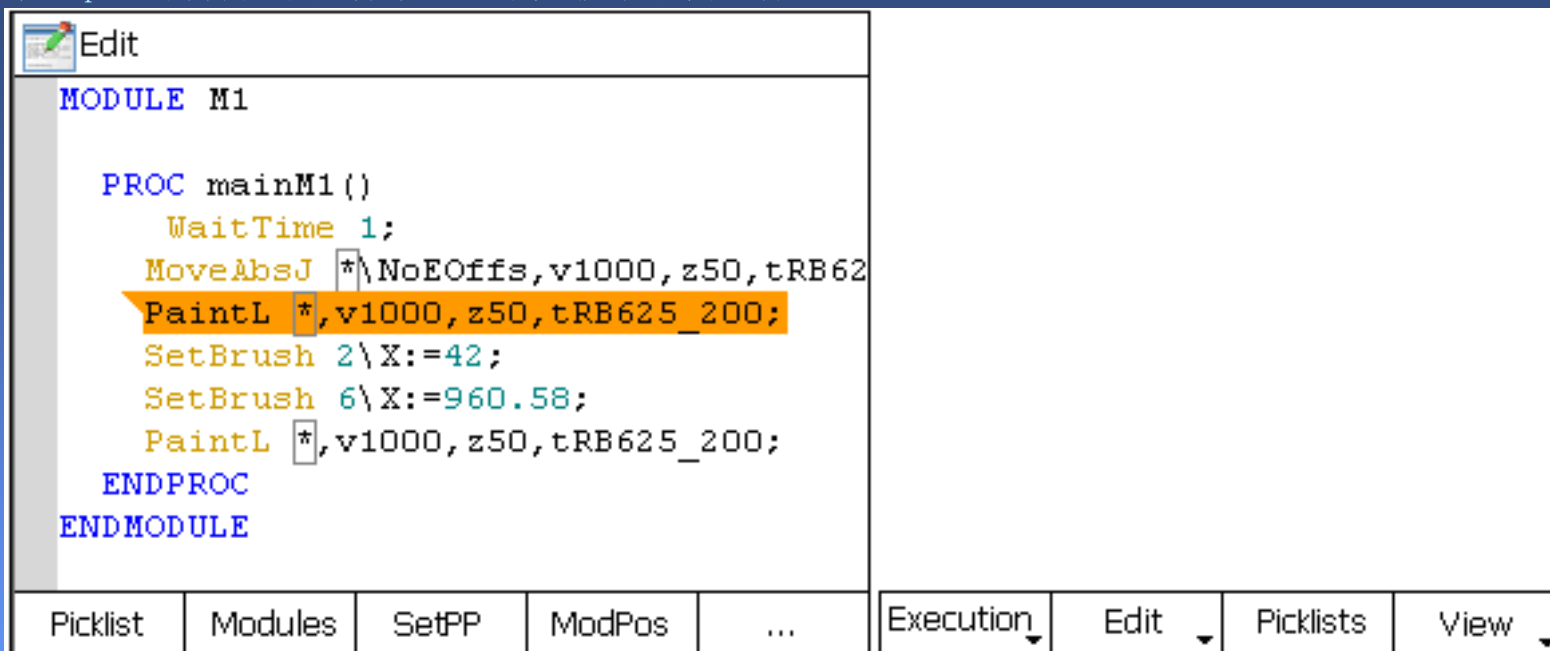 Edit
MODULE M1
PROC mainM1()
WaitTime 1;
MoveAbsJ *\NoEOffs,v1000,z50,tRB62
PaintL *,v1000,z50,tRB625_200;
SetBrush 2\X:=42;
SetBrush 6\X:=960.58;
PaintL *,v1000,z50,tRB625_200;
ENDPROC
ENDMODULE
Picklist Modules SetPP ModPos ... Execution Edit Picklists View